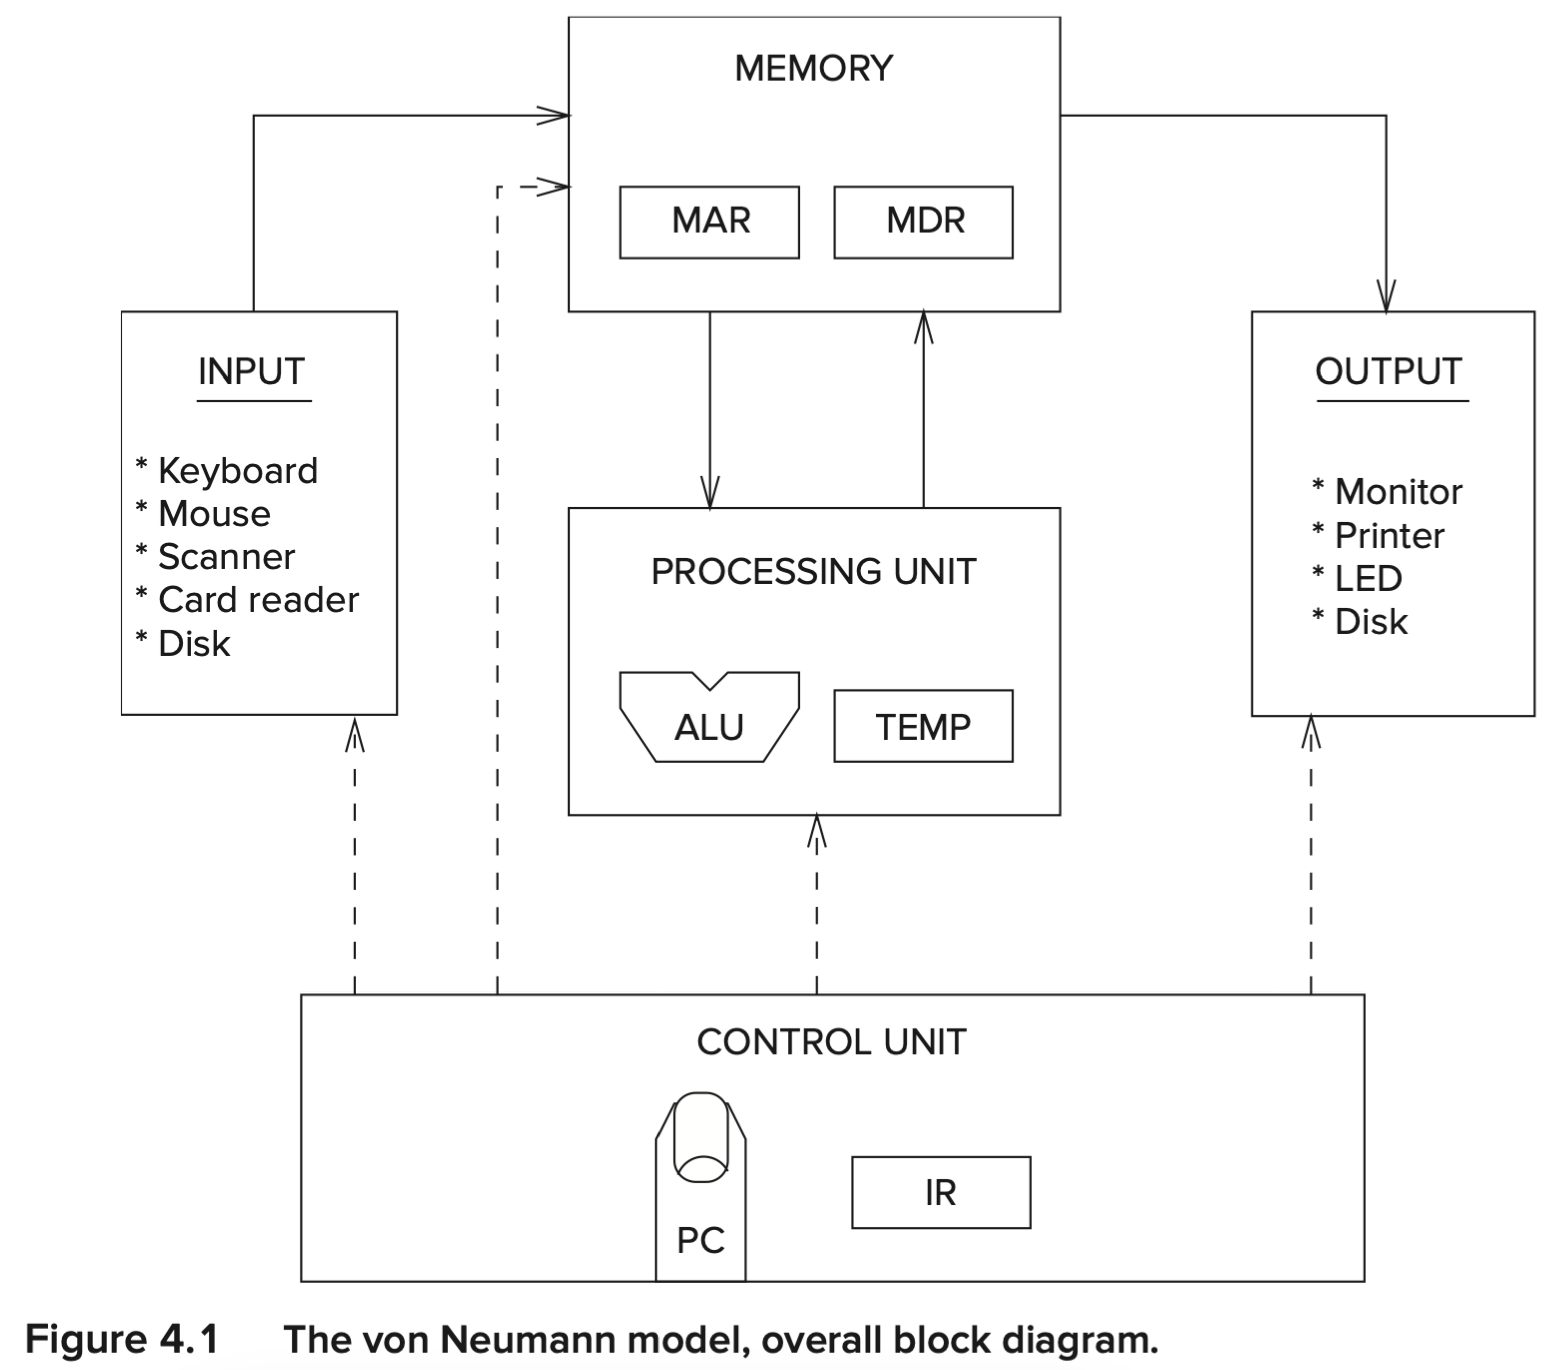 MEMORY
MAR
MDR
INPUT
* Keyboard
* Mouse
* Scanner
* Card reader
* Disk
OUTPUT
* Monitor
* Printer
* LED
* Disk
PROCESSING UNIT
ALU
TEMP
CONTROL UNIT
PC
IR
Figure 4.1 The von Neumann model, overall block diagram.